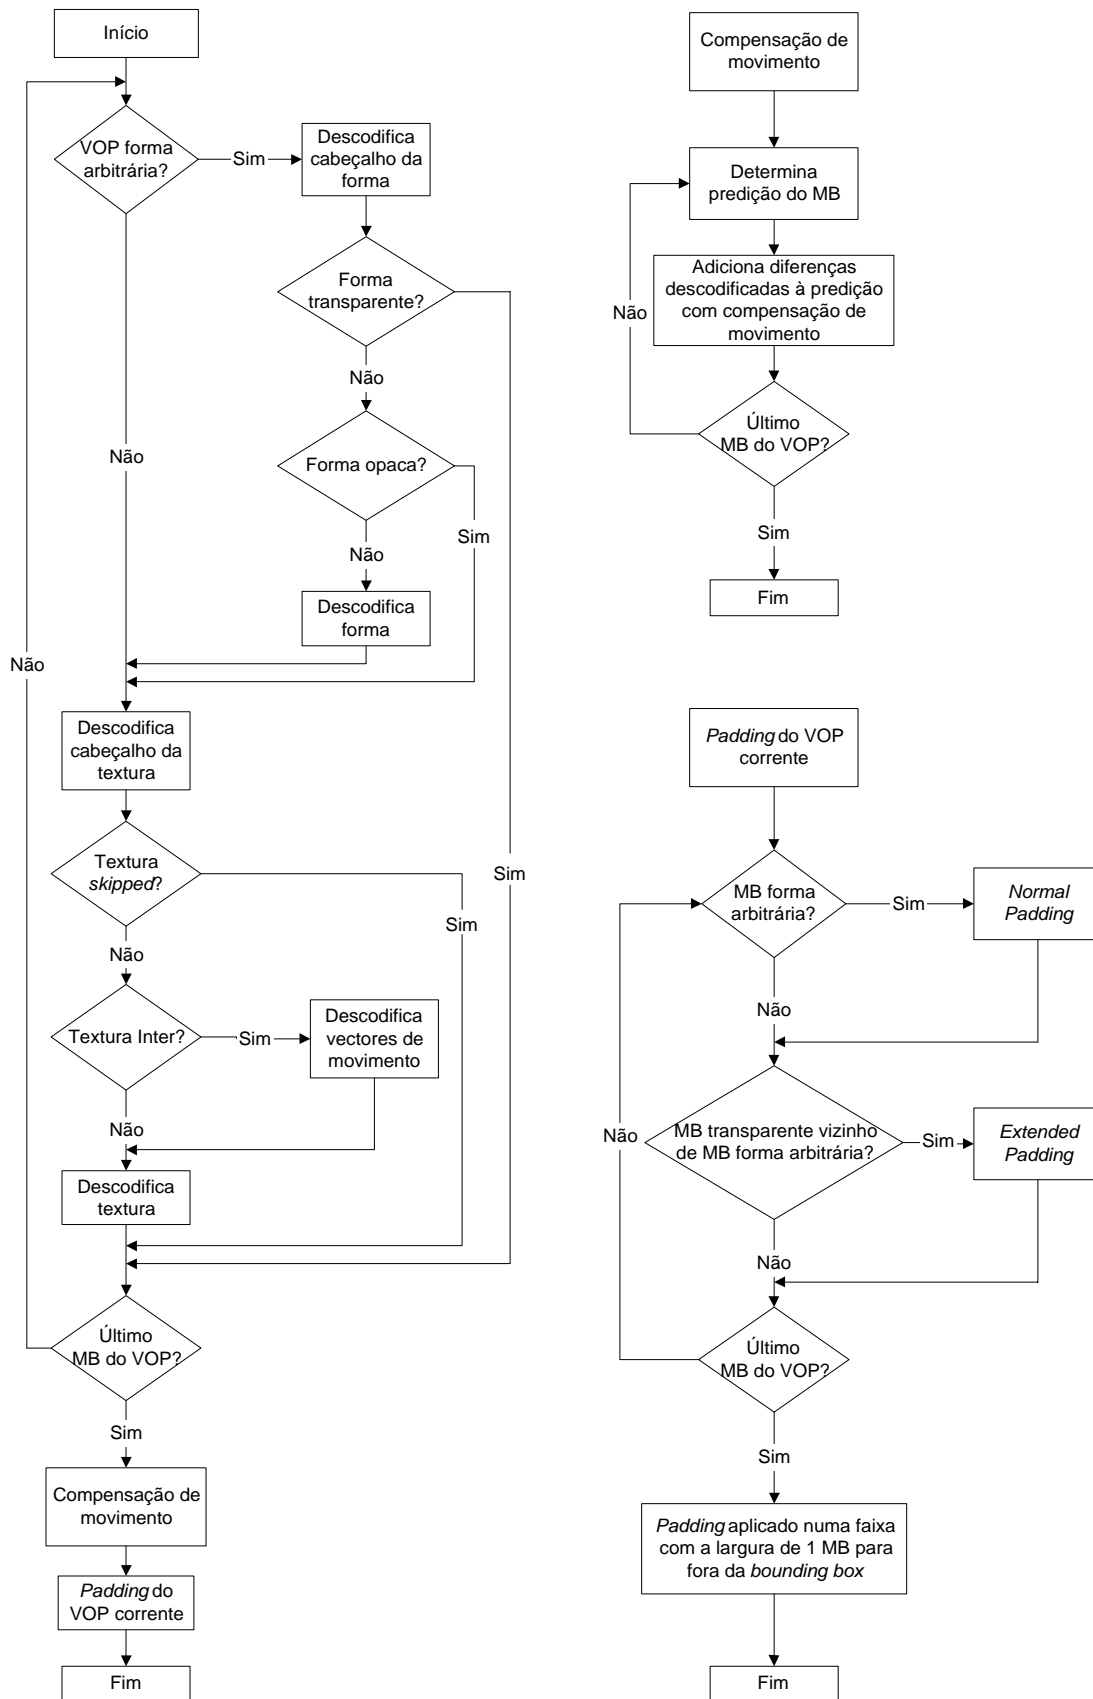 Início
VOP forma
arbitrária?
Sim
Descodifica
cabeçalho da
forma
Forma
transparente?
Não
Não
Forma opaca?
Sim
Não
Descodifica
forma
Não
Descodifica
cabeçalho da
textura
Textura
skipped?
Sim
Sim
Não
Textura Inter?
Sim
Descodifica
vectores de
movimento
Não
Descodifica
textura
Último
MB do VOP?
Sim
Compensação de
movimento
Padding do
VOP corrente
Fim
Compensação de
movimento
Determina
predição do MB
Adiciona diferenças
descodificadas à predição
com compensação de
movimento
Não
Último
MB do VOP?
Sim
Fim
Padding do VOP
corrente
MB forma
arbitrária?
Sim
Normal
Padding
Não
Não
MB transparente vizinho
de MB forma arbitrária?
Sim
Extended
Padding
Não
Último
MB do VOP?
Sim
Padding aplicado numa faixa
com a largura de 1 MB para
fora da bounding box
Fim